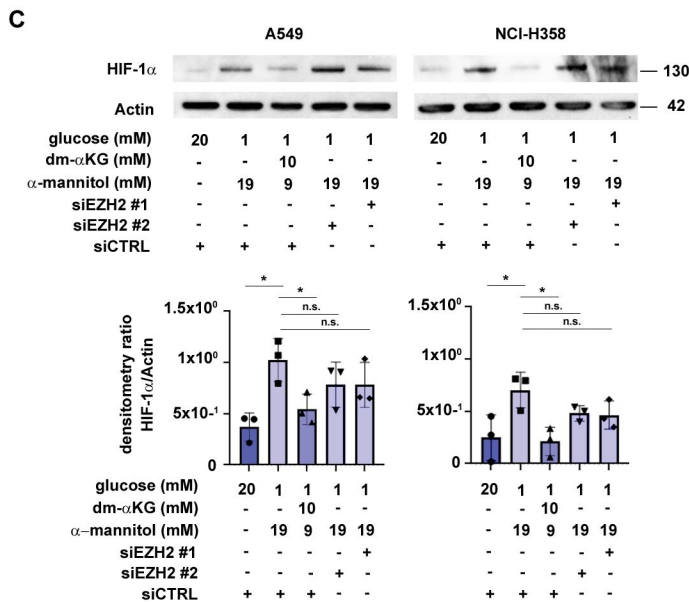 C
A549 NCI-H358
HIF-1α 130
Actin 42
glucose (mM) 20 1 1 1 1 20 1 1 1 1
dm-αKG (mM) - - 10 - - - - 10 - -
α-mannitol (mM) - 19 9 19 19 - 19 9 19 19
siEZH2 #1 - - - - + - - - - +
siEZH2 #2 - - - + - - - - + -
siCTRL + + + - - + + + - -
* *
* *
n.s. n.s.
n.s. n.s.
densitometry ratio
HIF-1α/Actin
1.5x10⁰ 1.5x10⁰
1x10⁰ 1x10⁰
5x10⁻¹ 5x10⁻¹
0 0
glucose (mM) 20 1 1 1 1 20 1 1 1 1
dm-αKG (mM) - - 10 - - - - 10 - -
α-mannitol (mM) - 19 9 19 19 - 19 9 19 19
siEZH2 #1 - - - - + - - - - +
siEZH2 #2 - - - + - - - - + -
siCTRL + + + - - + + + - -